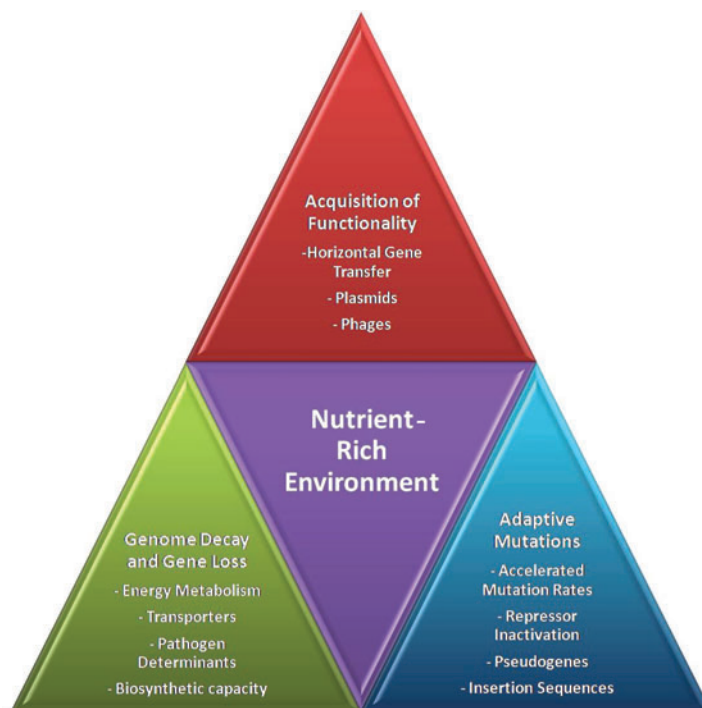 Acquisition of
Functionality
-Horizontal Gene
Transfer
- Plasmids
- Phages
Nutrient-
Rich
Environment
Genome Decay
and Gene Loss
- Energy Metabolism
- Transporters
- Pathogen
Determinants
- Biosynthetic capacity
Adaptive
Mutations
- Accelerated
Mutation Rates
- Repressor
Inactivation
- Pseudogenes
- Insertion Sequences